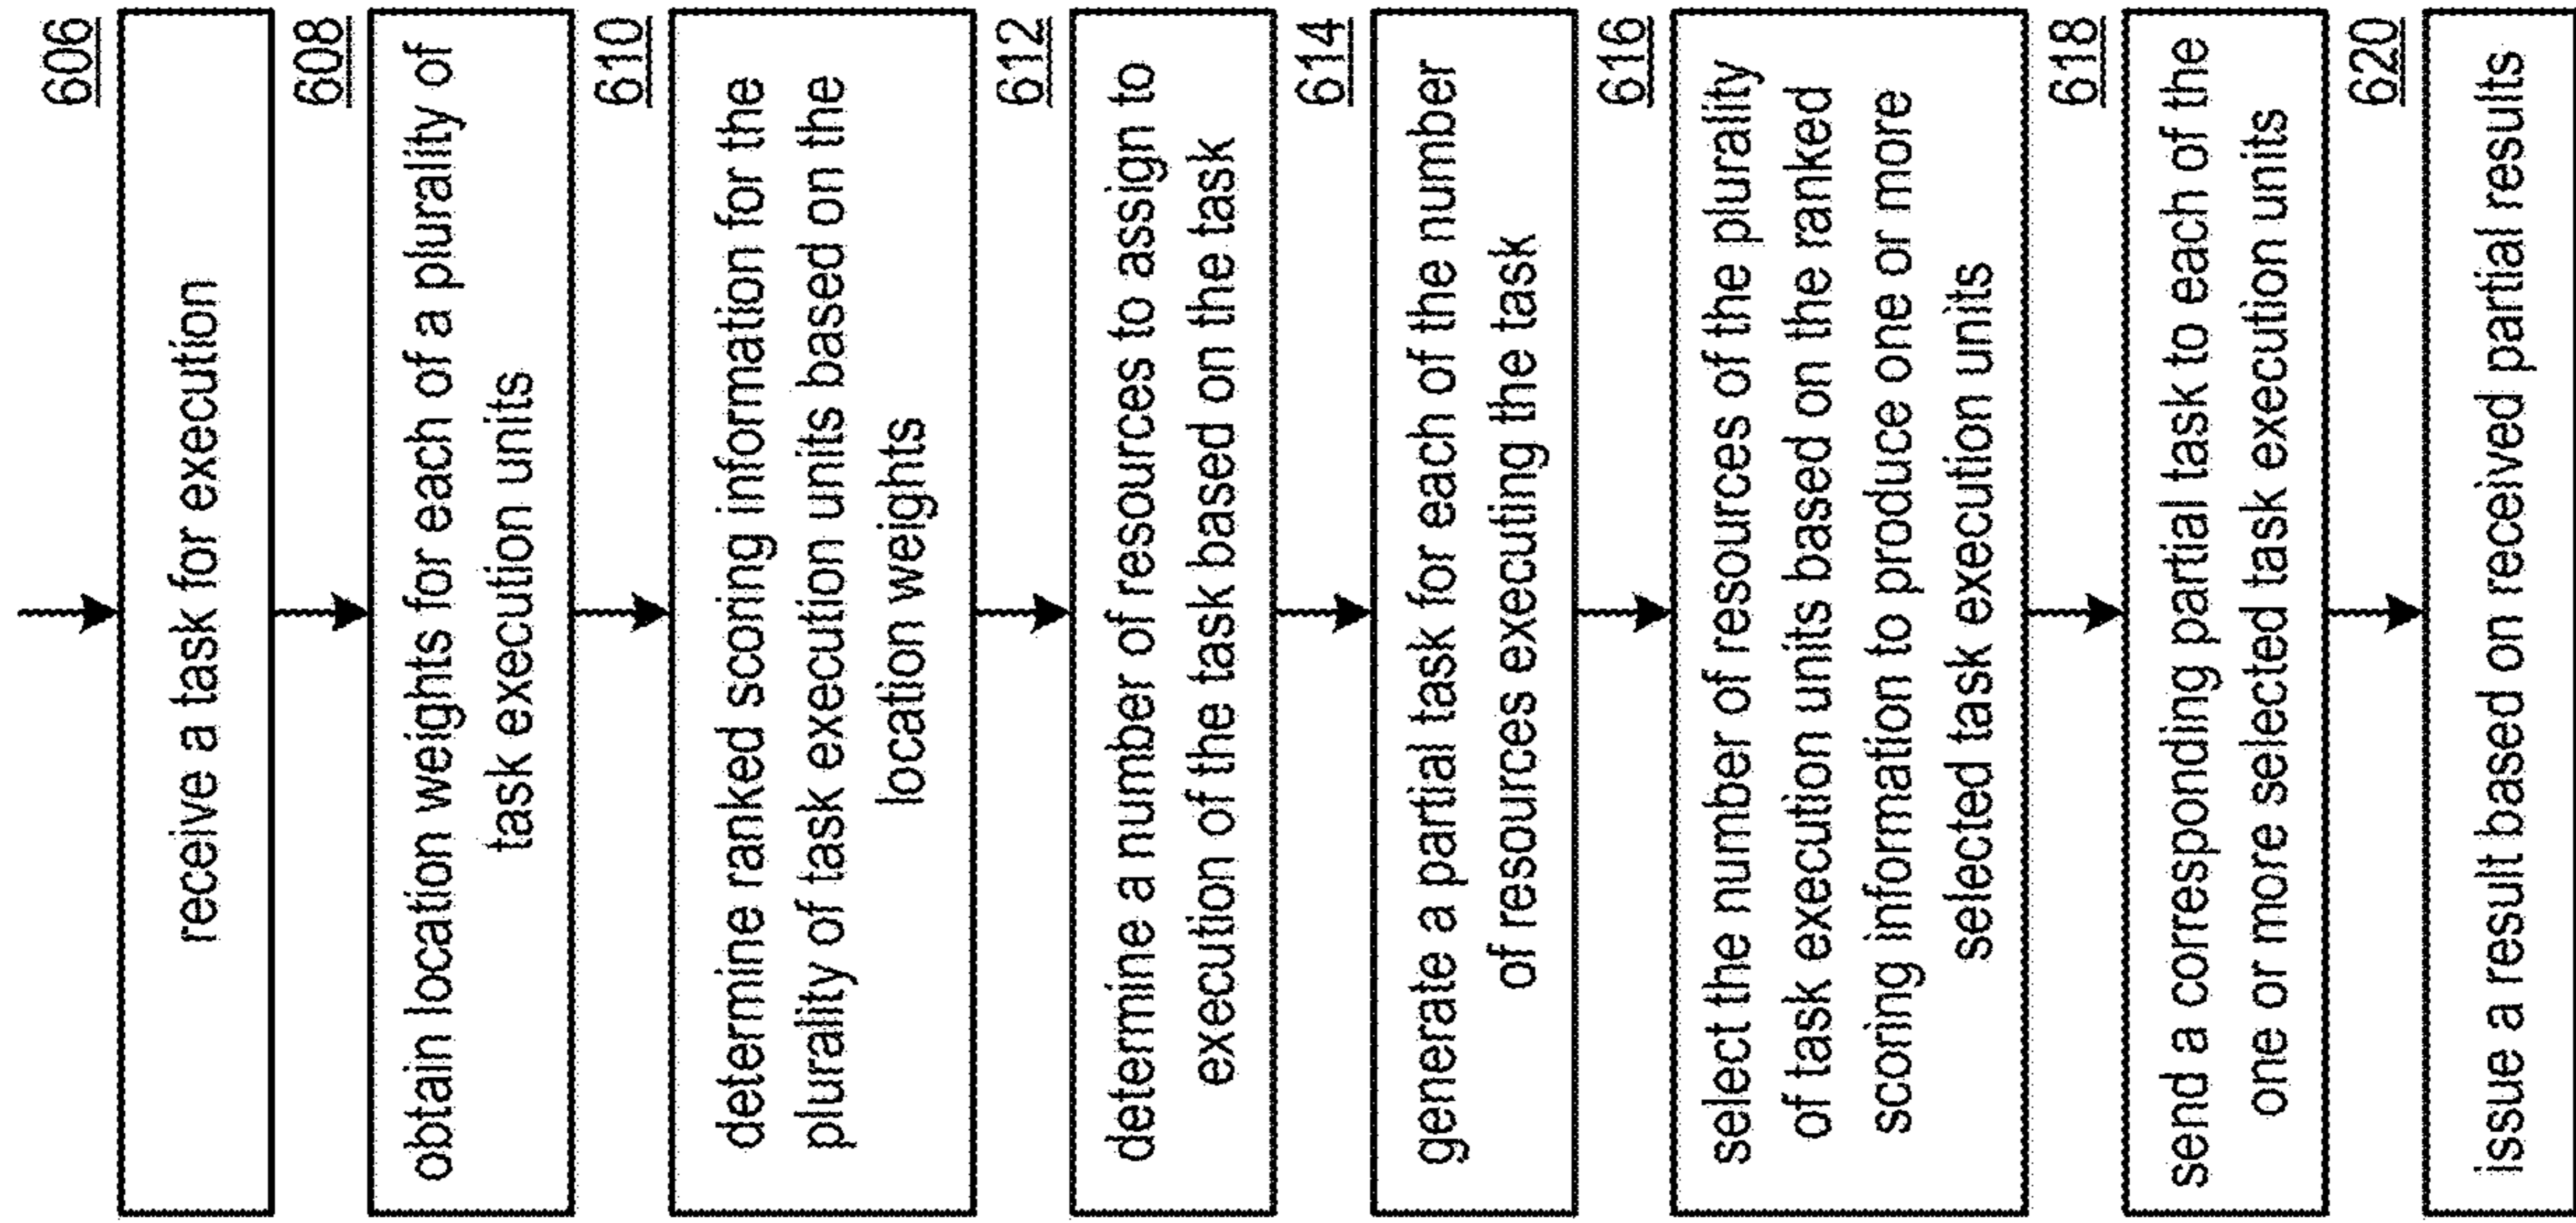 606
receive a task for execution
608
obtain location weights for each of a plurality of
task execution units
610
determine ranked scoring information for the
plurality of task execution units based on the
location weights
612
determine a number of resources to assign to
execution of the task based on the task
614
generate a partial task for each of the number
of resources executing the task
616
select the number of resources of the plurality
of task execution units based on the ranked
scoring information to produce one or more
selected task execution units
618
send a corresponding partial task to each of the
one or more selected task execution units
620
issue a result based on received partial results